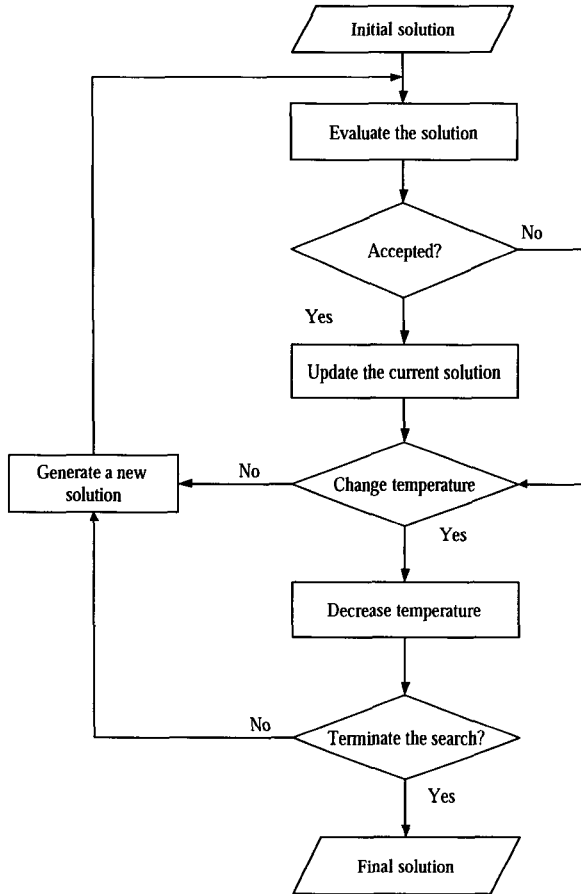 Initial solution
Evaluate the solution
Accepted?
No
Yes
Update the current solution
Generate a new
solution
No
Change temperature
Yes
Decrease temperature
No
Terminate the search?
Yes
Final solution